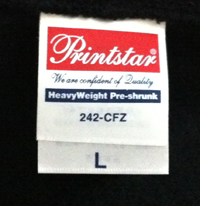 Printstar®
We are confident of Quality
HeavyWeight Pre-shrunk
242-CFZ
L